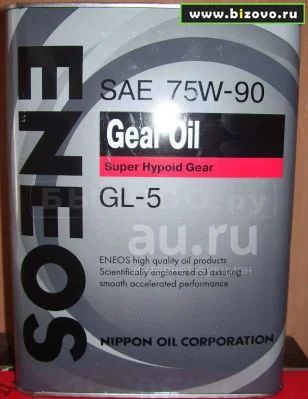 www.bizovo.ru
ENEOS
SAE 75W-90
Gear Oil
Super Hypoid Gear
GL-5
au.ru
ENEOS high quality oil products
Scientifically engineered oil assuring
smooth accelerated performance
NIPPON OIL CORPORATION